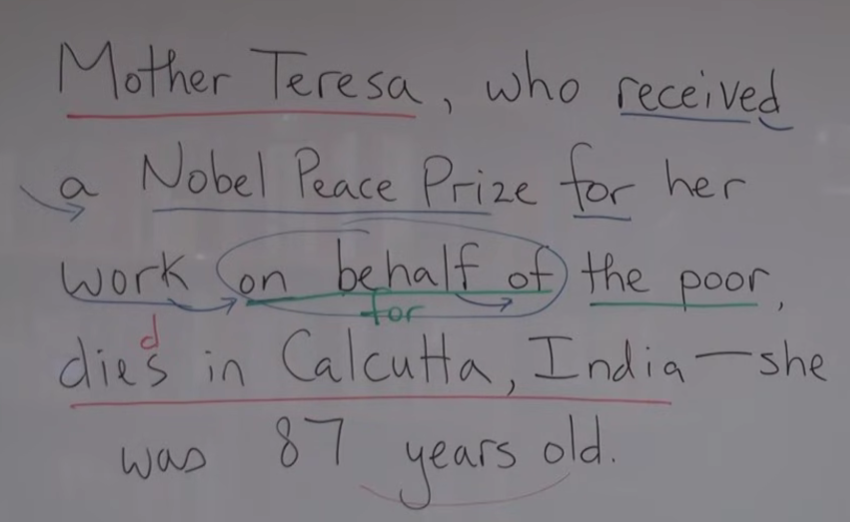 Mother Teresa, who received
a Nobel Peace Prize for her
work on behalf of the poor,
for
d
dies in Calcutta, India—she
was 87 years old.